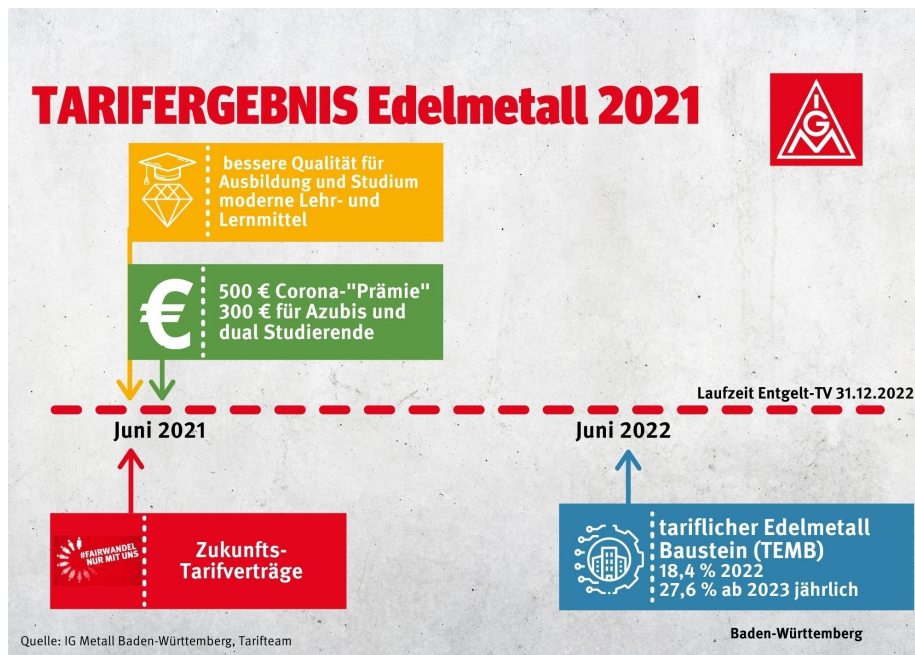 TARIFERGEBNIS Edelmetall 2021
IGM
bessere Qualität für
Ausbildung und Studium
moderne Lehr- und
Lernmittel
€
500 € Corona-"Prämie"
300 € für Azubis und
dual Studierende
Laufzeit Entgelt-TV 31.12.2022
Juni 2021
Juni 2022
#FAIRWANDEL
NUR MIT UNS
Zukunfts-
Tarifverträge
tariflicher Edelmetall
Baustein (TEMB)
18,4 % 2022
27,6 % ab 2023 jährlich
Quelle: IG Metall Baden-Württemberg, Tarifteam
Baden-Württemberg